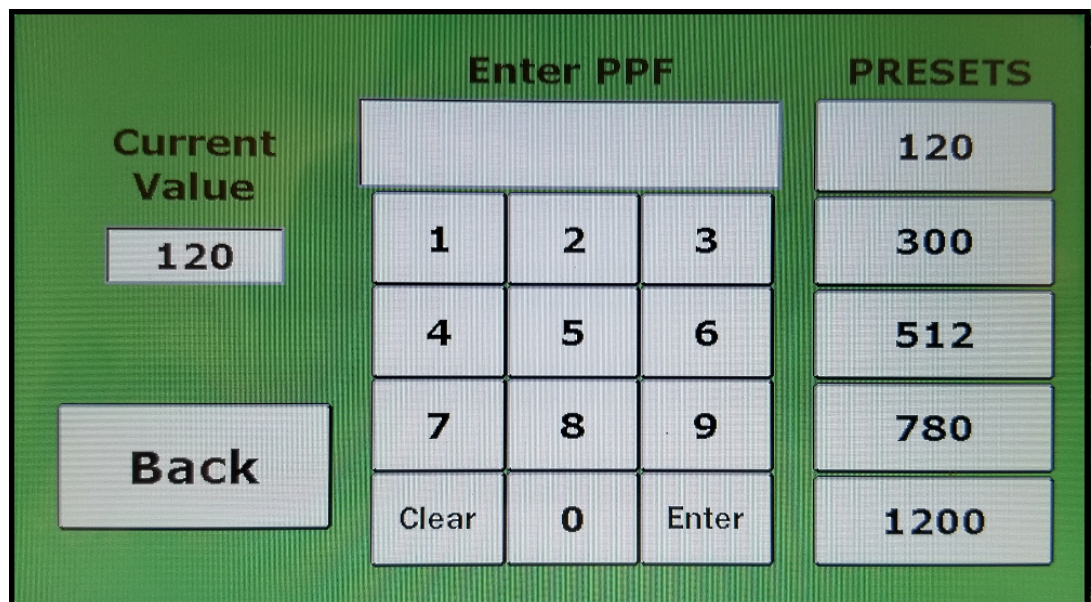 Enter PPF
PRESETS
Current
Value
120
1 2 3
4 5 6
7 8 9
Clear 0 Enter
Back
120
300
512
780
1200